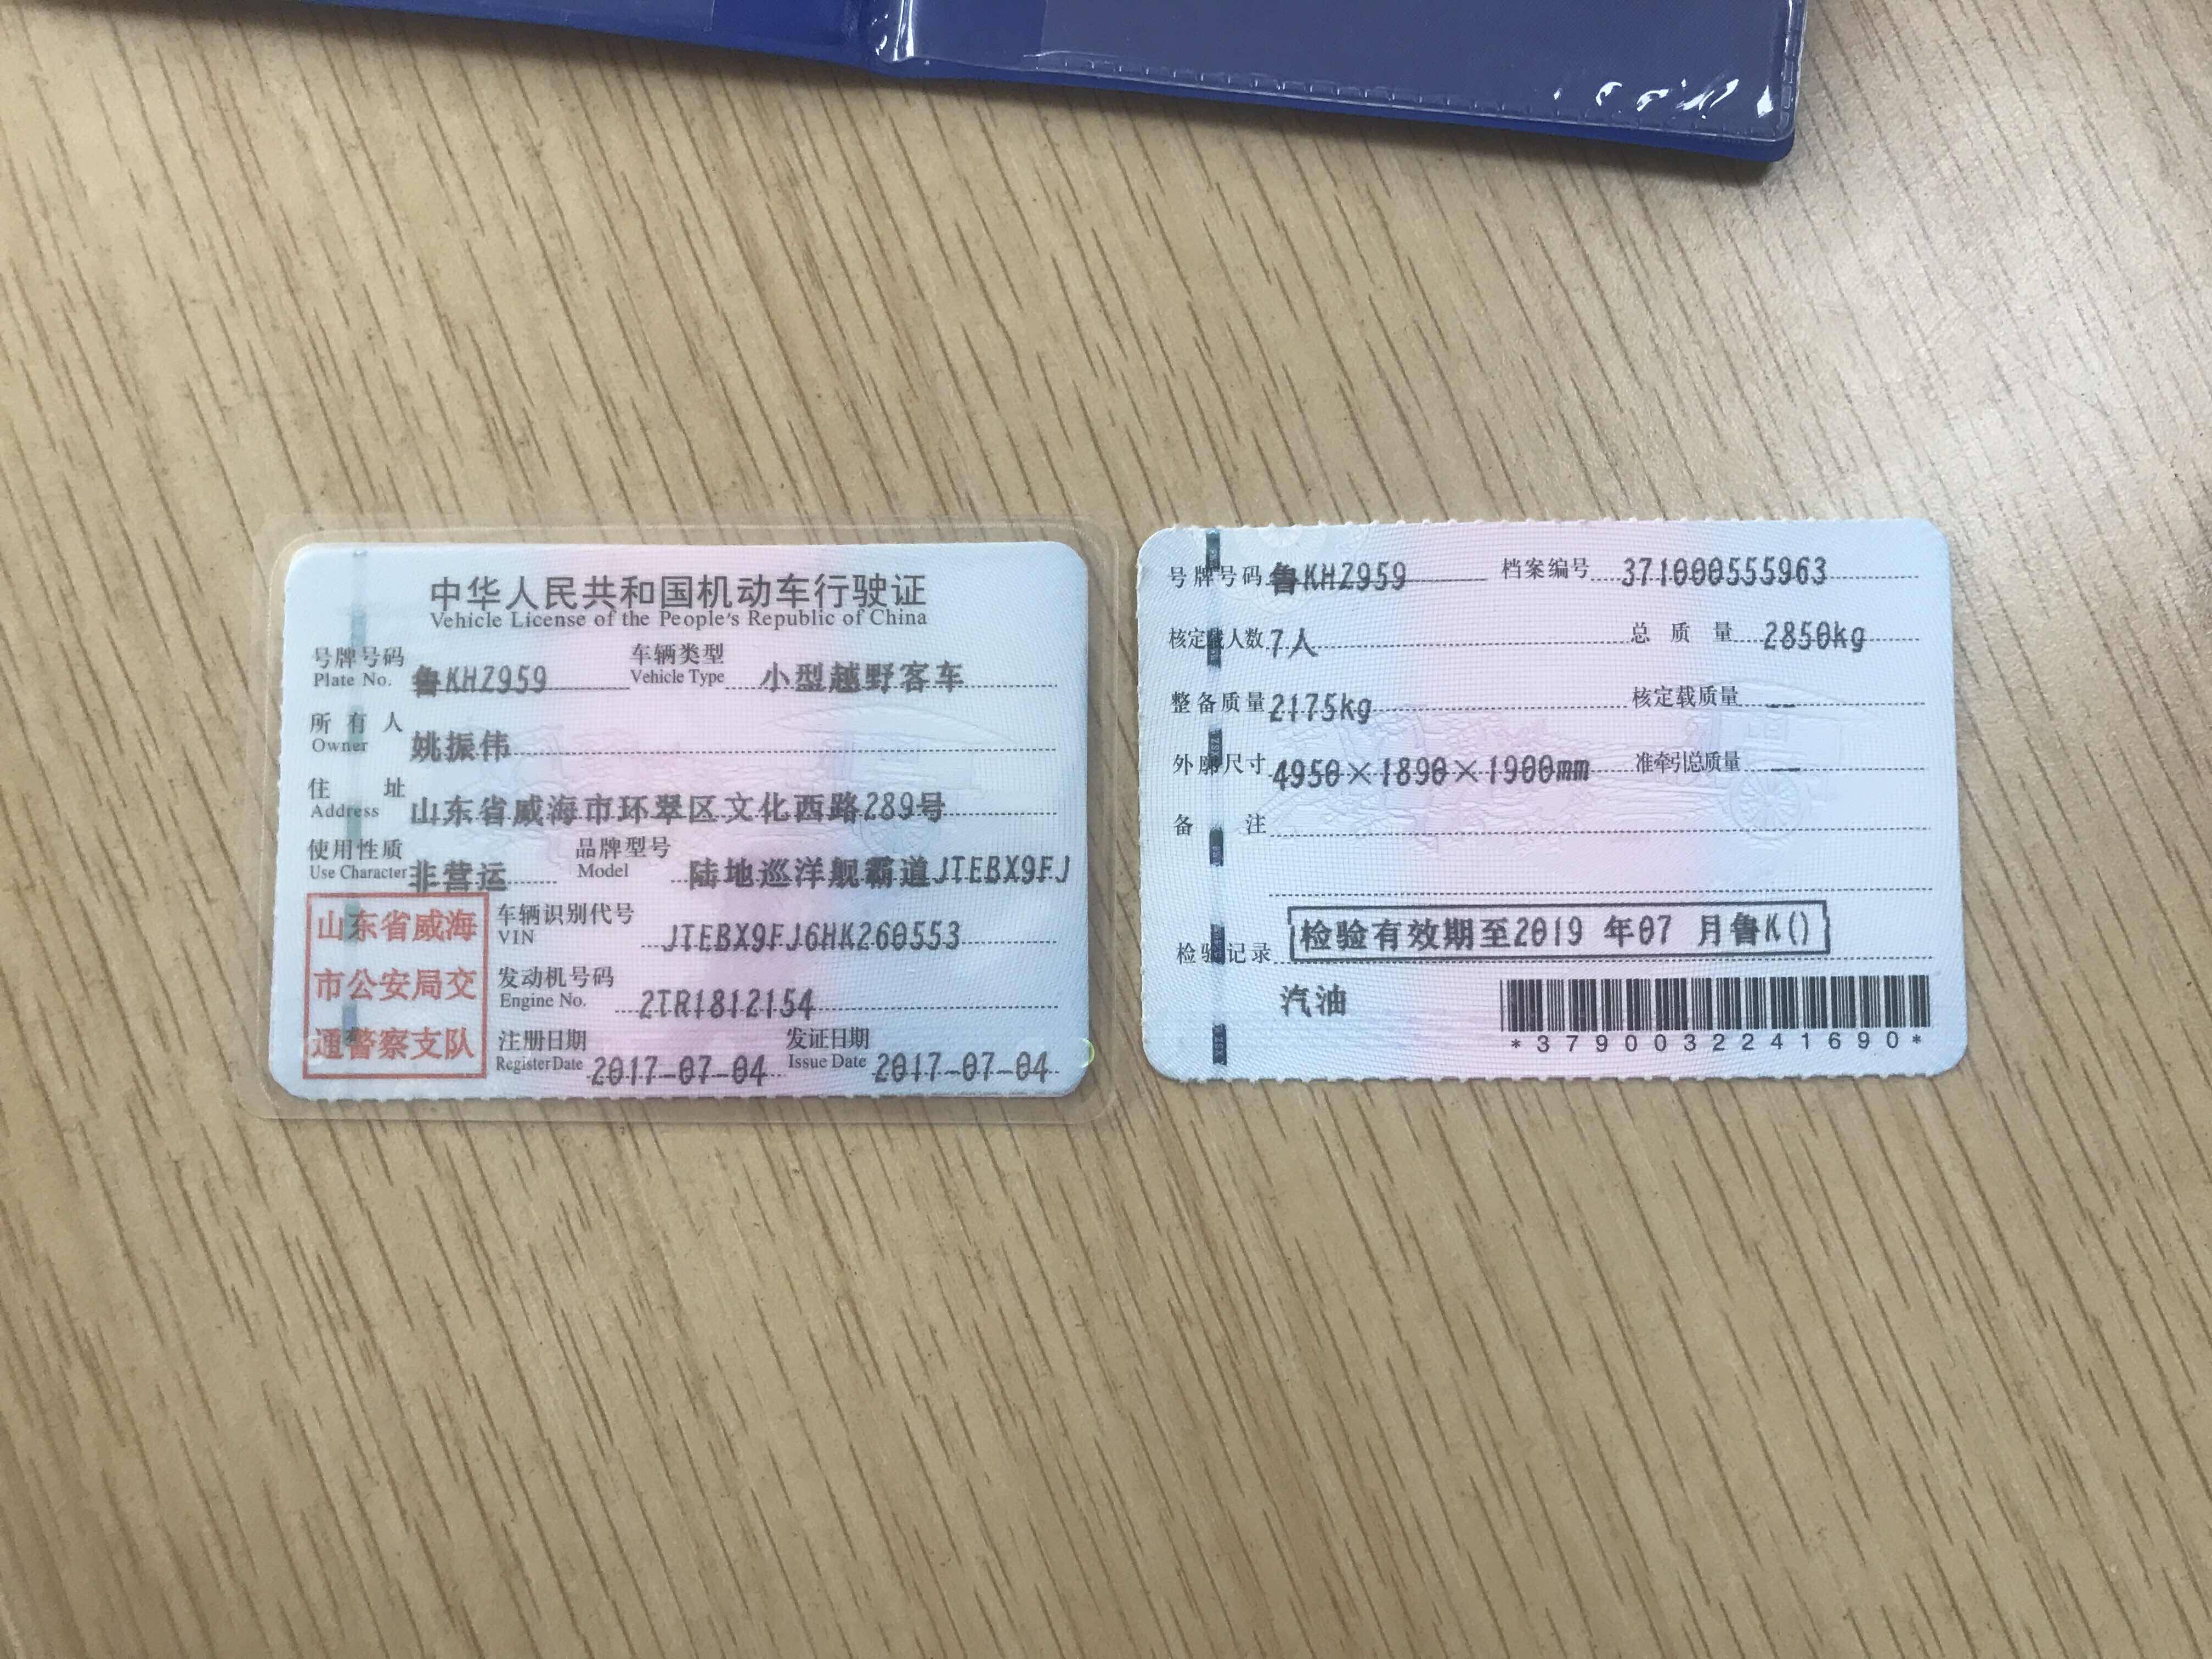 中华人民共和国机动车行驶证
Vehicle License of the People's Republic of China
号牌号码 鲁KHZ959 车辆类型 小型越野客车
Plate No. Vehicle Type
所有人 姚振伟
Owner
住址 山东省威海市环翠区文化西路289号
Address
使用性质 非营运 品牌型号 陆地巡洋舰霸道JTEBX9FJ
Use Character Model
山东省威海
市公安局交
通警察支队
车辆识别代号 JTEBX9FJ6HK260553
VIN
发动机号码 2TR1812154
Engine No.
注册日期 2017-07-04 发证日期 2017-07-04
Register Date Issue Date
号牌号码 鲁KHZ959 档案编号 371000555963
核定载人数 7人 总质量 2850kg
整备质量 2175kg 核定载质量 --
外廓尺寸 4950×1890×1900mm 准牵引总质量 --
备注
检验记录 检验有效期至2019年07月鲁K()
汽油
*3790032241690*